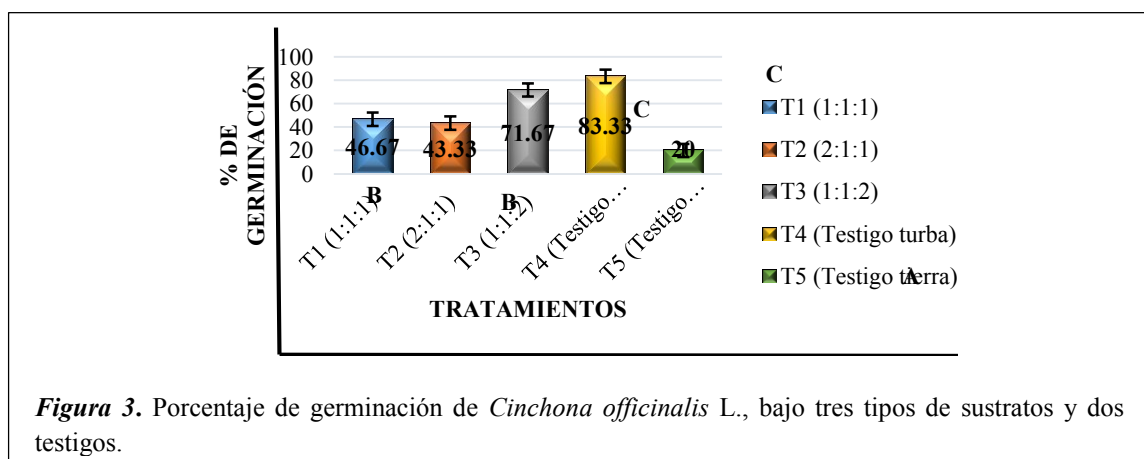 % DE
GERMINACIÓN
100
80
60
40
20
0
46.67
43.33
71.67
83.33
20
C
B
B
T1 (1:1:1)
T2 (2:1:1)
T3 (1:1:2)
T4 (Testigo...
T5 (Testigo...
TRATAMIENTOS
C
T1 (1:1:1)
T2 (2:1:1)
T3 (1:1:2)
T4 (Testigo turba)
T5 (Testigo tierra)
A
Figura 3. Porcentaje de germinación de Cinchona officinalis L., bajo tres tipos de sustratos y dos
testigos.